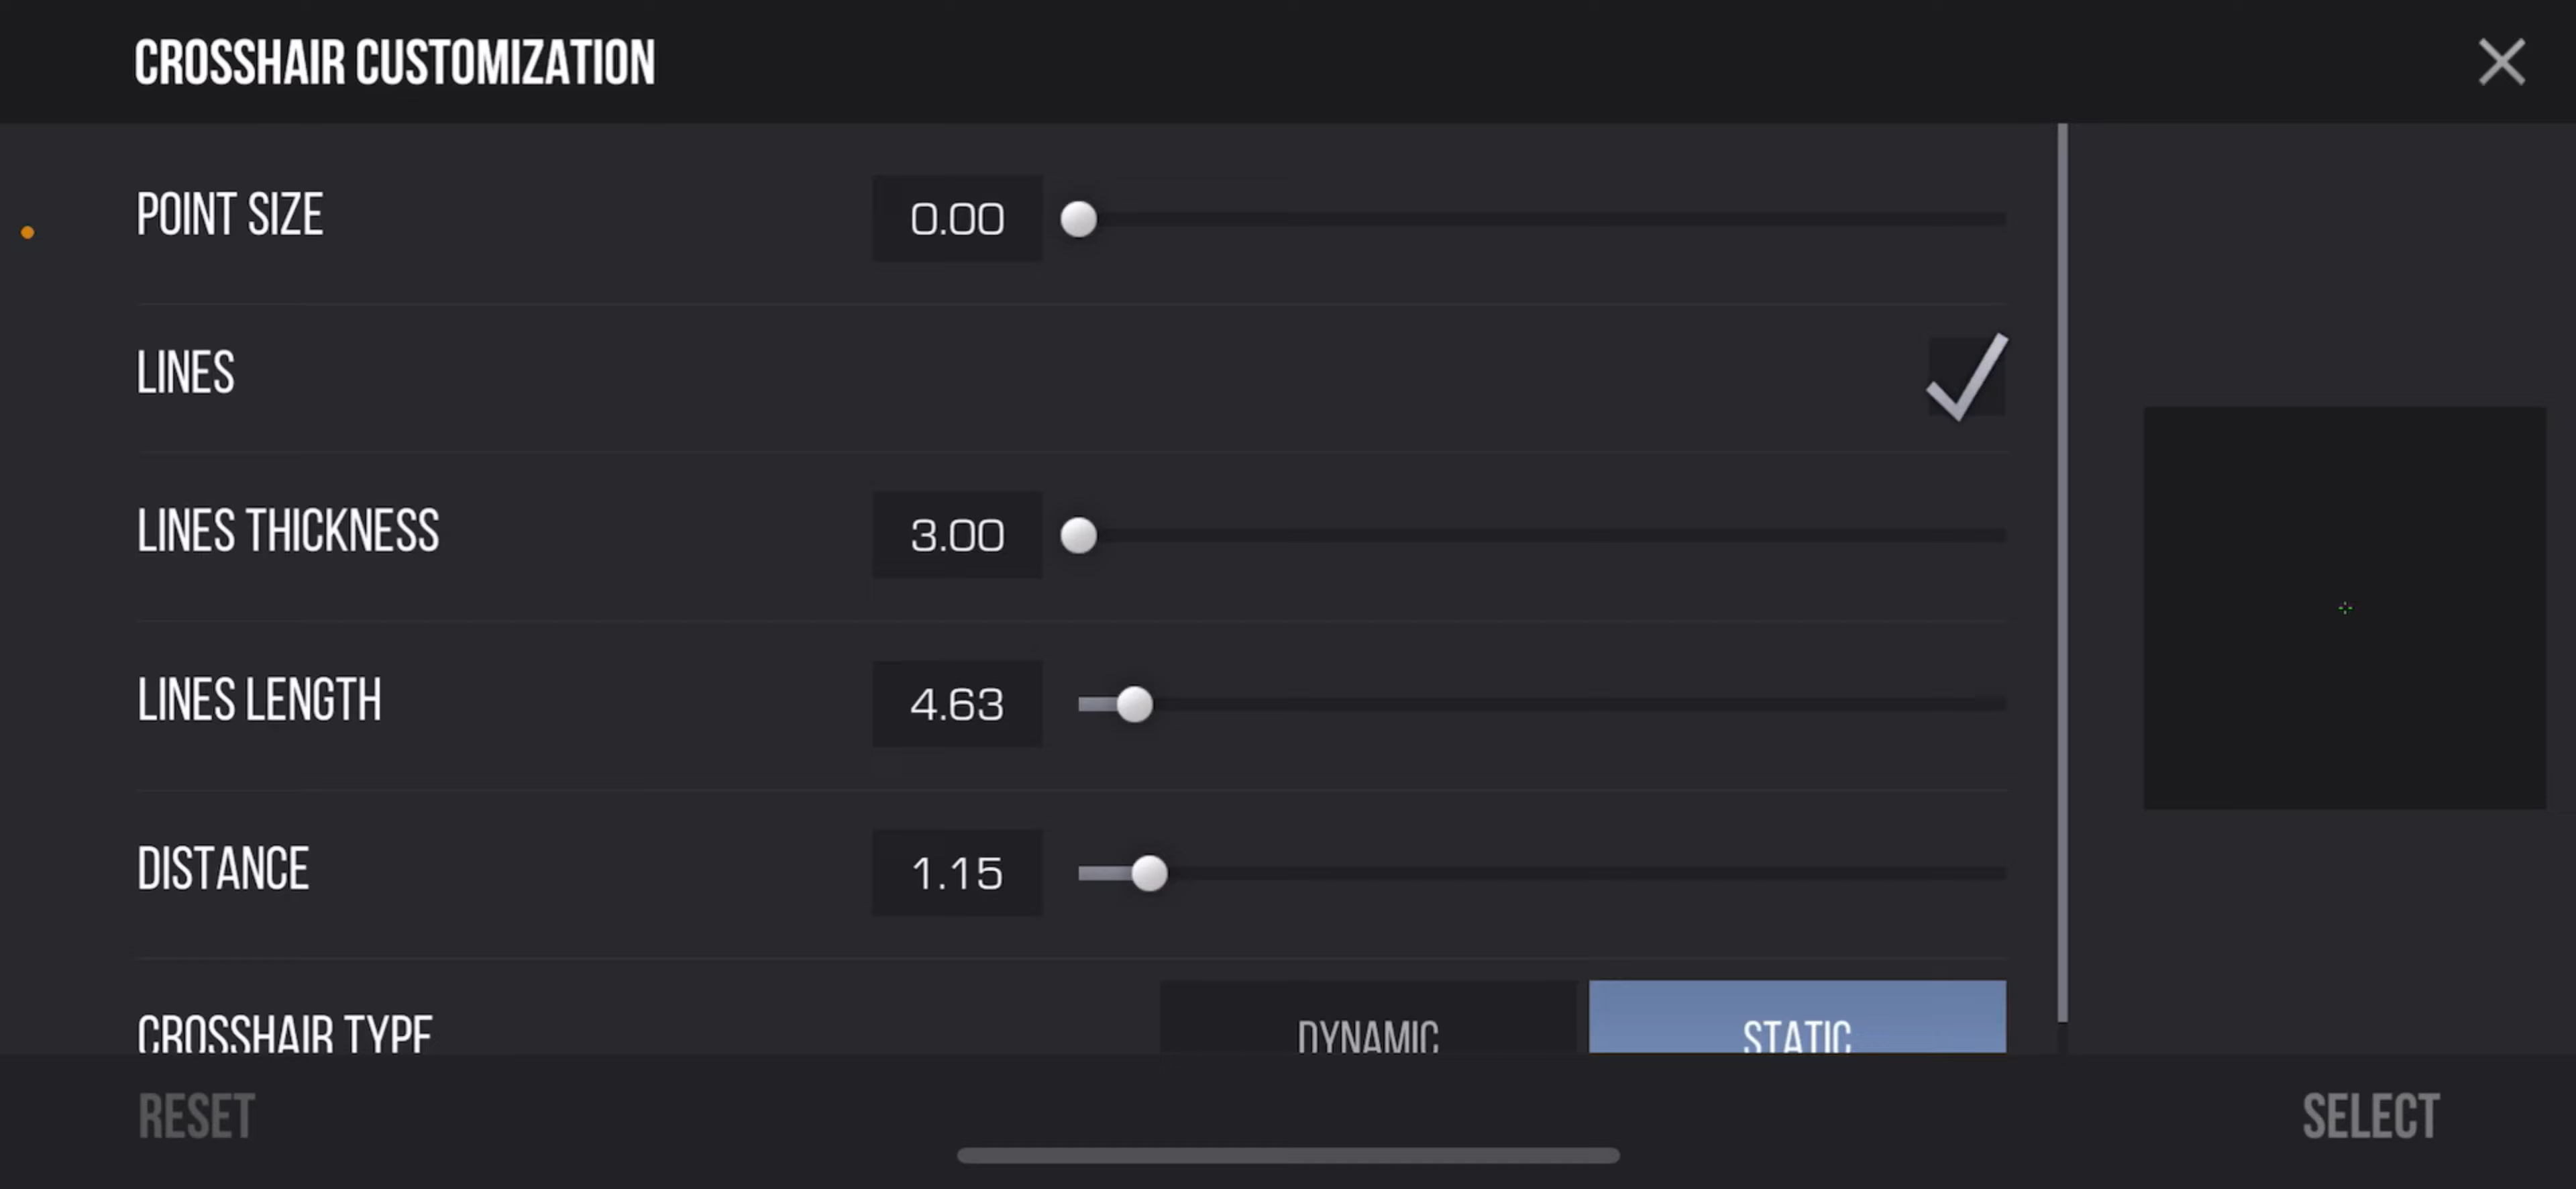 CROSSHAIR CUSTOMIZATION
POINT SIZE
0.00
LINES
LINES THICKNESS
3.00
LINES LENGTH
4.63
DISTANCE
1.15
CROSSHAIR TYPE
DYNAMIC
STATIC
RESET
SELECT